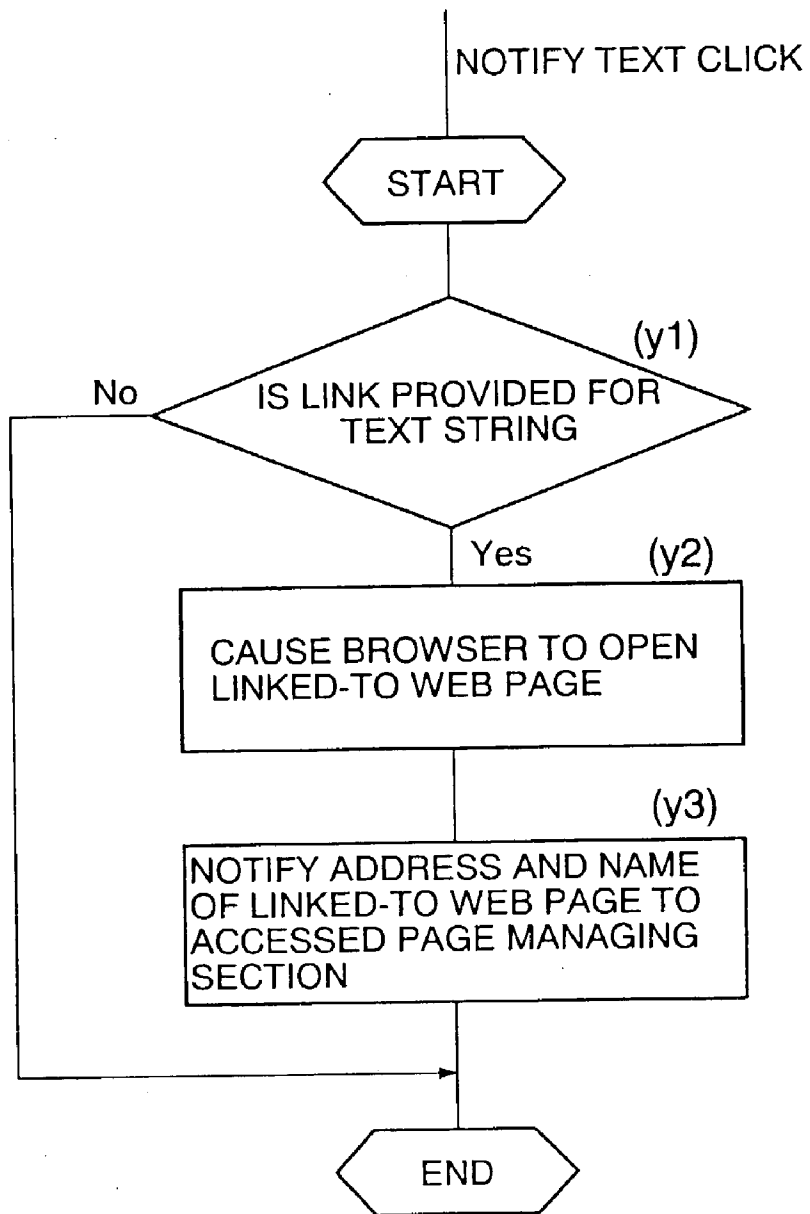 NOTIFY TEXT CLICK
START
(y1)
No
IS LINK PROVIDED FOR
TEXT STRING
Yes
(y2)
CAUSE BROWSER TO OPEN
LINKED-TO WEB PAGE
(y3)
NOTIFY ADDRESS AND NAME
OF LINKED-TO WEB PAGE TO
ACCESSED PAGE MANAGING
SECTION
END